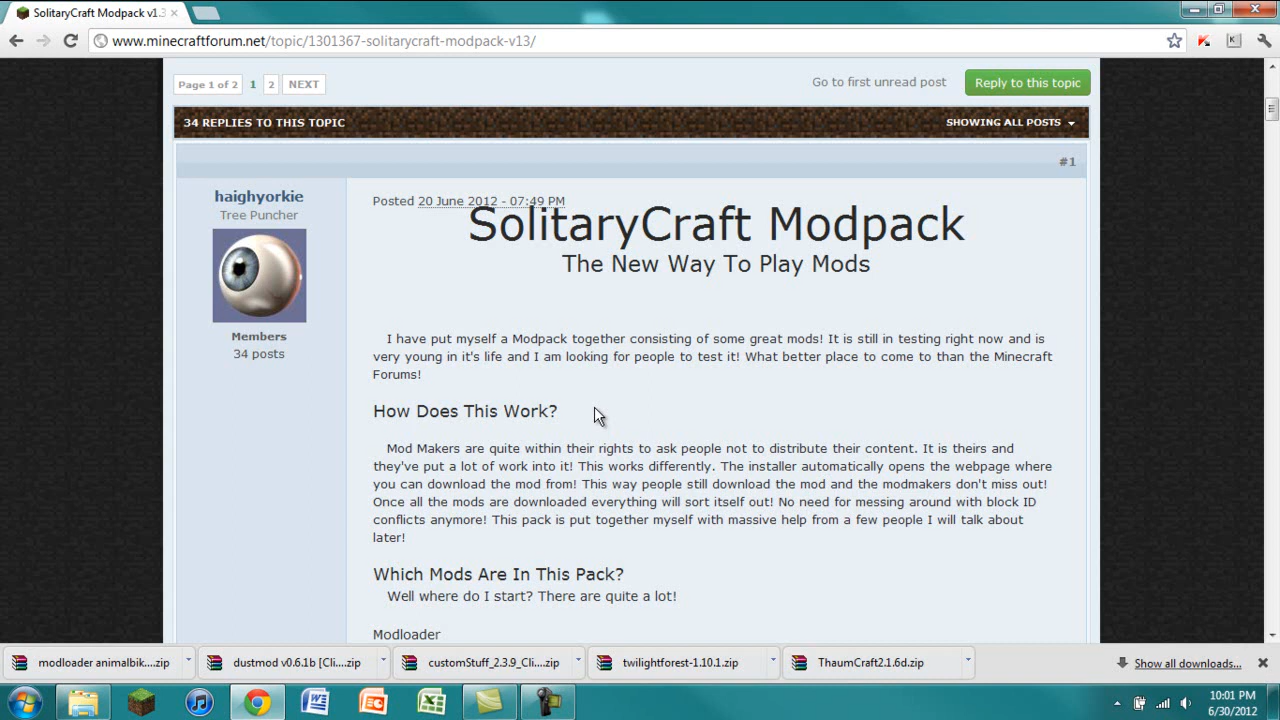 SolitaryCraft Modpack v1.3
www.minecraftforum.net/topic/1301367-solitarycraft-modpack-v13/
Page 1 of 2 1 2 NEXT
Go to first unread post
Reply to this topic
34 REPLIES TO THIS TOPIC
SHOWING ALL POSTS
#1
haighyorkie
Tree Puncher
Members
34 posts
Posted 20 June 2012 - 07:49 PM
SolitaryCraft Modpack
The New Way To Play Mods
I have put myself a Modpack together consisting of some great mods! It is still in testing right now and is
very young in it's life and I am looking for people to test it! What better place to come to than the Minecraft
Forums!
How Does This Work?
Mod Makers are quite within their rights to ask people not to distribute their content. It is theirs and
they've put a lot of work into it! This works differently. The installer automatically opens the webpage where
you can download the mod from! This way people still download the mod and the modmakers don't miss out!
Once all the mods are downloaded everything will sort itself out! No need for messing around with block ID
conflicts anymore! This pack is put together myself with massive help from a few people I will talk about
later!
Which Mods Are In This Pack?
Well where do I start? There are quite a lot!
Modloader
modloader animalbik....zip
dustmod v0.6.1b [Cli....zip
customStuff_2.3.9_Cli....zip
twilightforest-1.10.1.zip
ThaumCraft2.1.6d.zip
Show all downloads...
10:01 PM
6/30/2012